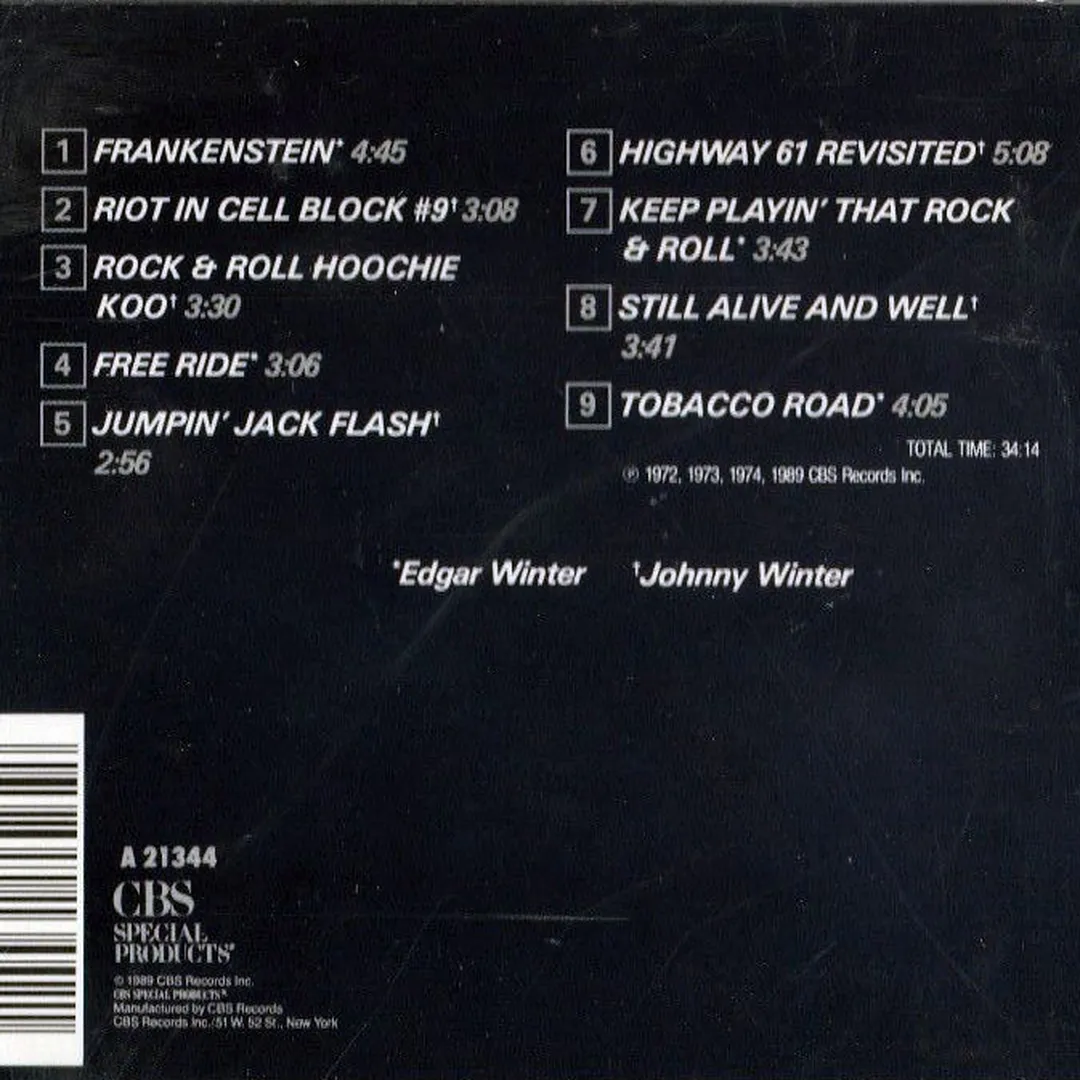 1 FRANKENSTEIN* 4:45
2 RIOT IN CELL BLOCK #9† 3:08
3 ROCK & ROLL HOOCHIE
KOO† 3:30
4 FREE RIDE* 3:06
5 JUMPIN' JACK FLASH†
2:56
6 HIGHWAY 61 REVISITED† 5:08
7 KEEP PLAYIN' THAT ROCK
& ROLL* 3:43
8 STILL ALIVE AND WELL†
3:41
9 TOBACCO ROAD* 4:05
TOTAL TIME: 34:14
℗ 1972, 1973, 1974, 1989 CBS Records Inc.
*Edgar Winter †Johnny Winter
A 21344
CBS
SPECIAL
PRODUCTS*
© 1989 CBS Records Inc.
CBS SPECIAL PRODUCTS*
Manufactured by CBS Records
CBS Records Inc./51 W. 52 St., New York